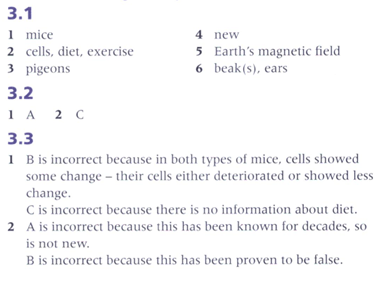 3.1
1 mice
2 cells, diet, exercise
3 pigeons
4 new
5 Earth's magnetic field
6 beak(s), ears
3.2
1 A 2 C
3.3
1 B is incorrect because in both types of mice, cells showed
some change – their cells either deteriorated or showed less
change.
C is incorrect because there is no information about diet.
2 A is incorrect because this has been known for decades, so
is not new.
B is incorrect because this has been proven to be false.